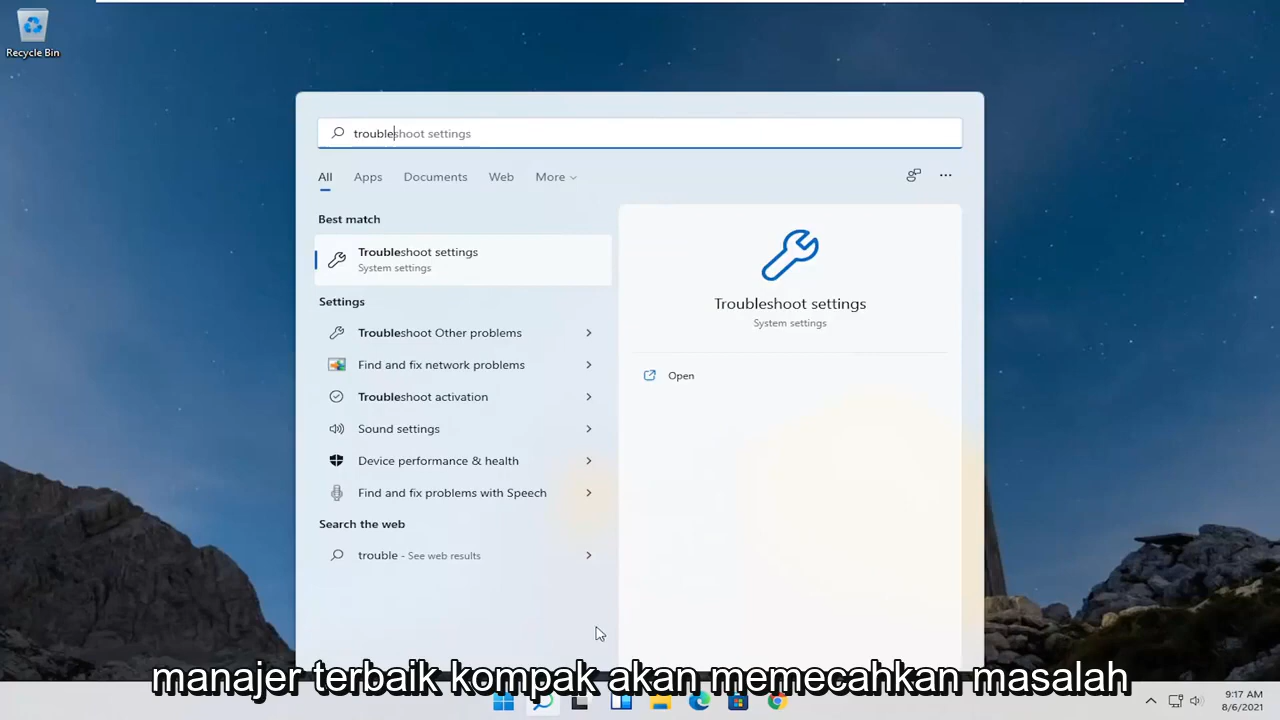 Recycle Bin
troubleshoot settings
All Apps Documents Web More
Best match
Troubleshoot settings
System settings
Settings
Troubleshoot Other problems
Find and fix network problems
Troubleshoot activation
Sound settings
Device performance & health
Find and fix problems with Speech
Search the web
trouble - See web results
Troubleshoot settings
System settings
Open
manajer terbaik kompak akan memecahkan masalah
9:17 AM
8/6/2021